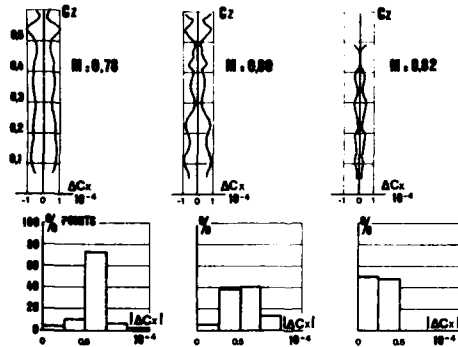 Cz Cz Cz
0,5
M = 0,78 M = 0,80 M = 0,82
0,4
0,3
0,2
0,1
ΔCx ΔCx ΔCx
-1 0 1 10⁻⁴ -1 0 1 10⁻⁴ -1 0 1 10⁻⁴
% POINTS % %
100
80
60
40
20
0
|ΔCx| |ΔCx| |ΔCx|
0 0.5 10⁻⁴ 0 0.5 10⁻⁴ 0 0.5 10⁻⁴